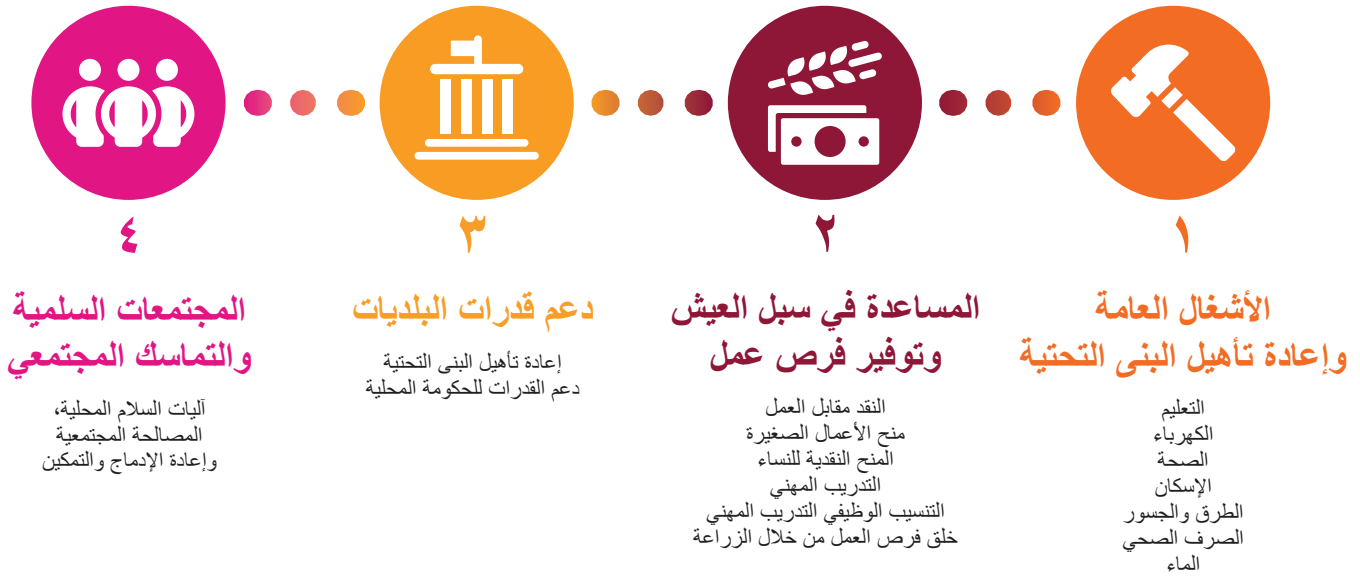 ١
الأشغال العامة
وإعادة تأهيل البنى التحتية
التعليم
الكهرباء
الصحة
الإسكان
الطرق والجسور
الصرف الصحي
الماء
٢
المساعدة في سبل العيش
وتوفير فرص عمل
النقد مقابل العمل
منح الأعمال الصغيرة
المنح النقدية للنساء
التدريب المهني
التنسيب الوظيفي التدريب المهني
خلق فرص العمل من خلال الزراعة
٣
دعم قدرات البلديات
إعادة تأهيل البنى التحتية
دعم القدرات للحكومة المحلية
٤
المجتمعات السلمية
والتماسك المجتمعي
آليات السلام المحلية،
المصالحة المجتمعية
وإعادة الإدماج والتمكين